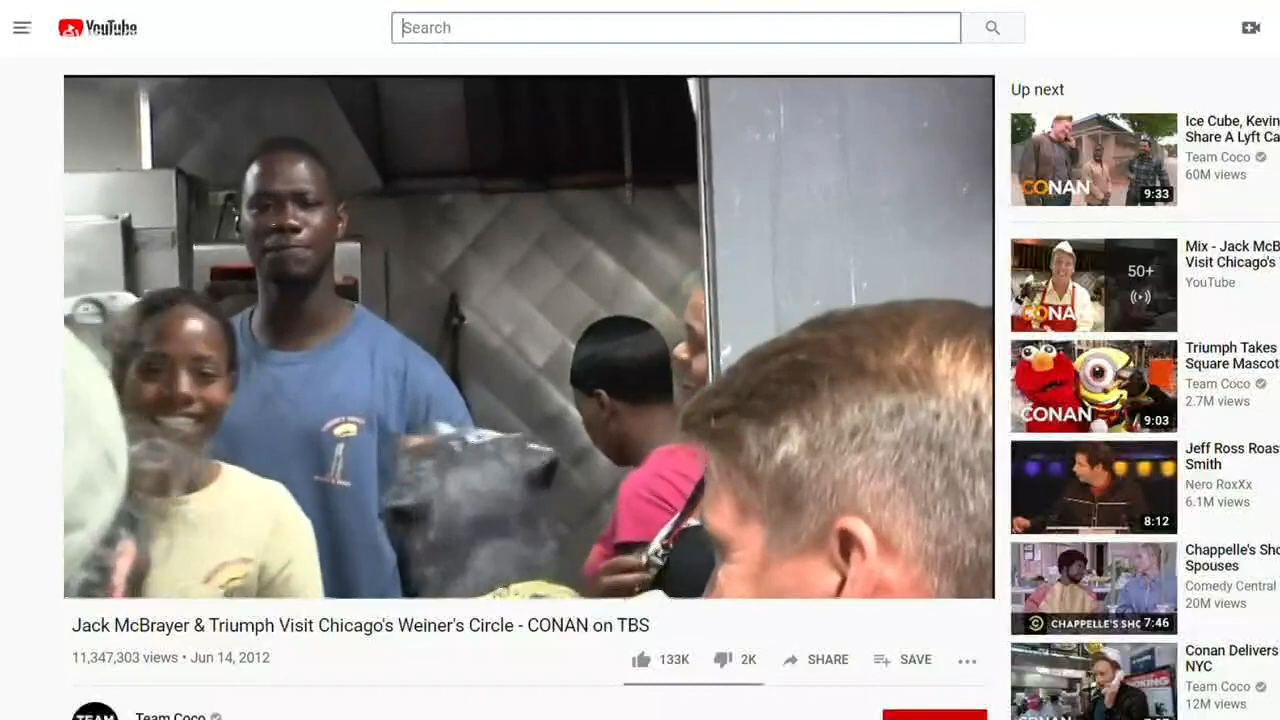 YouTube
Search
Up next
Ice Cube, Kevin
Share A Lyft Ca
Team Coco
60M views
CONAN
9:33
Mix - Jack McB
Visit Chicago's
YouTube
50+
CONAN
Triumph Takes
Square Mascot
Team Coco
2.7M views
CONAN
9:03
Jeff Ross Roas
Smith
Nero RoxXx
6.1M views
8:12
Chappelle's Sho
Spouses
Comedy Central
20M views
CHAPPELLE'S SHO 7:46
Conan Delivers
NYC
Team Coco
12M views
CONAN
Jack McBrayer & Triumph Visit Chicago's Weiner's Circle - CONAN on TBS
11,347,303 views • Jun 14, 2012
133K
2K
SHARE
SAVE
TEAM
Team Coco